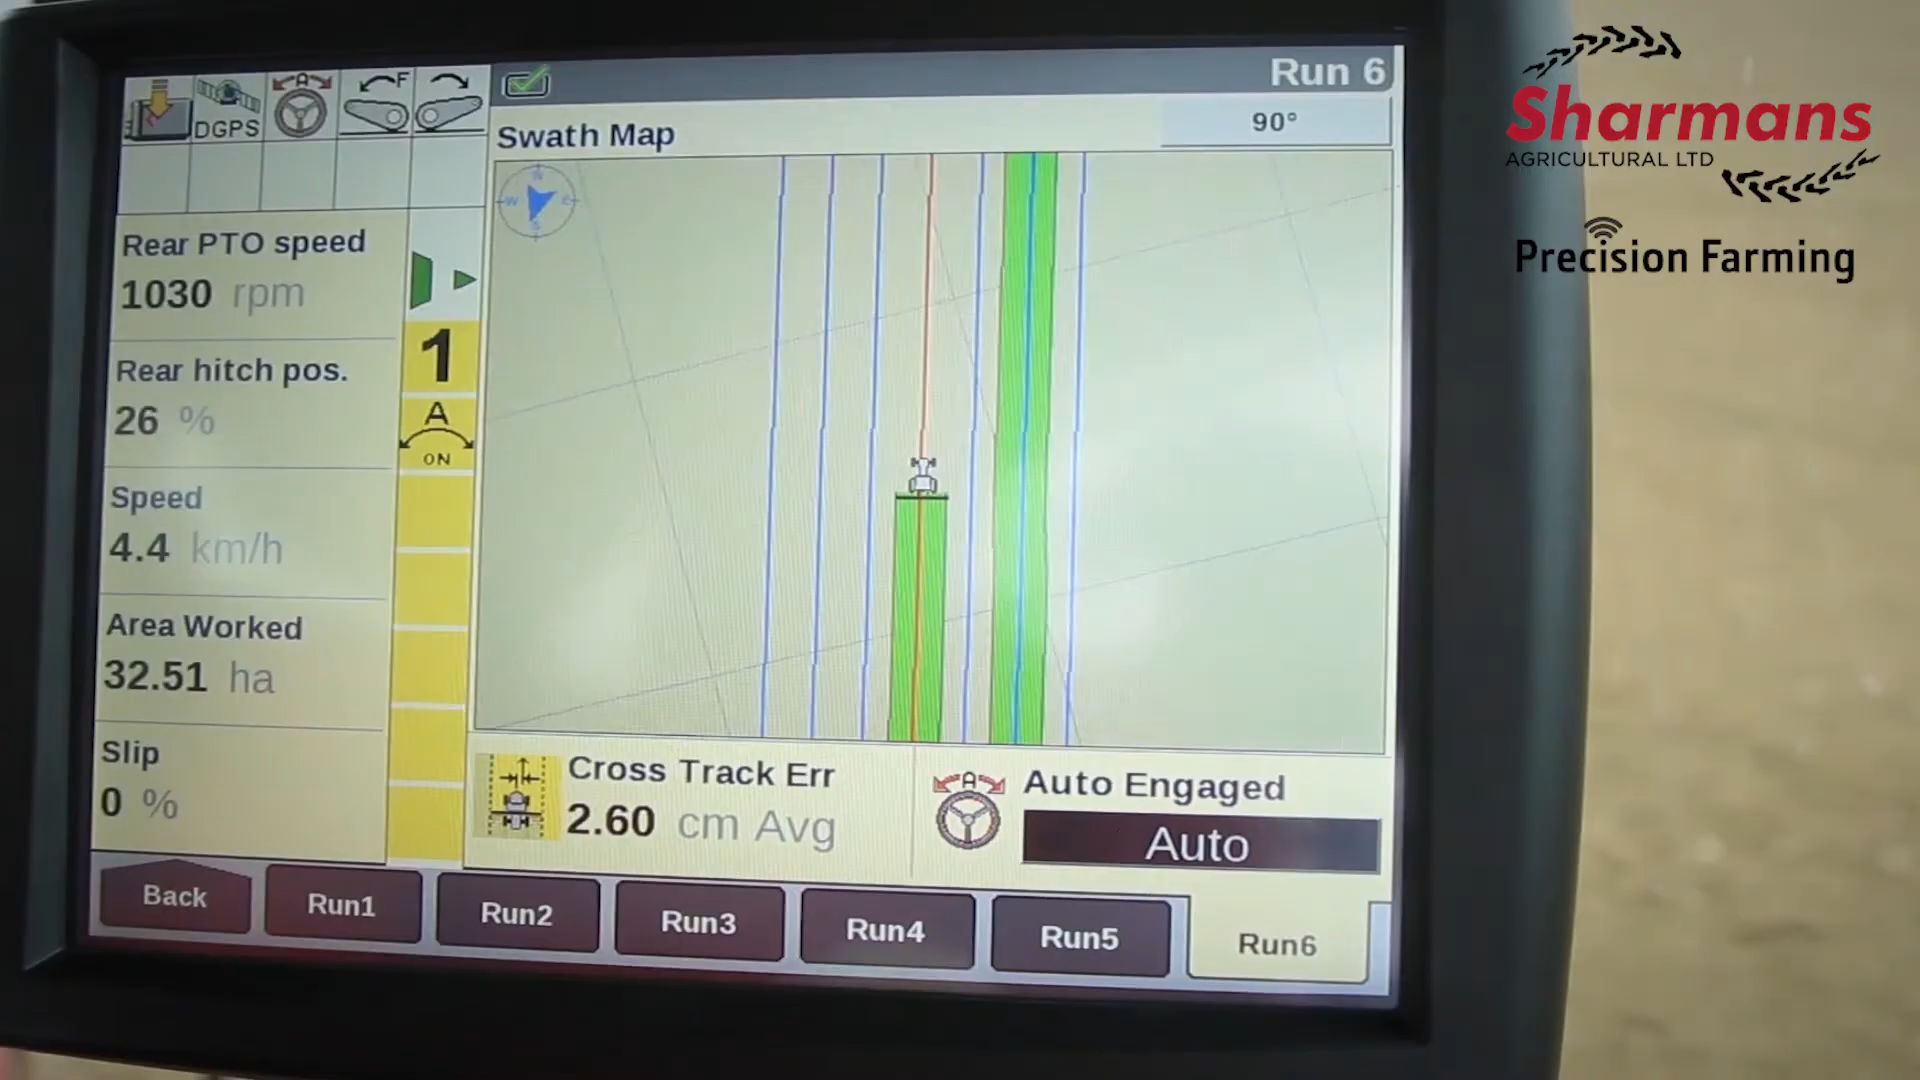 DGPS
A
F
Run 6
Swath Map
90°
N
W
E
S
Rear PTO speed
1030 rpm
Rear hitch pos.
26 %
Speed
4.4 km/h
Area Worked
32.51 ha
Slip
0 %
1
A
ON
Cross Track Err
2.60 cm Avg
A
Auto Engaged
Auto
Back
Run1
Run2
Run3
Run4
Run5
Run6
Sharmans
AGRICULTURAL LTD
Precision Farming